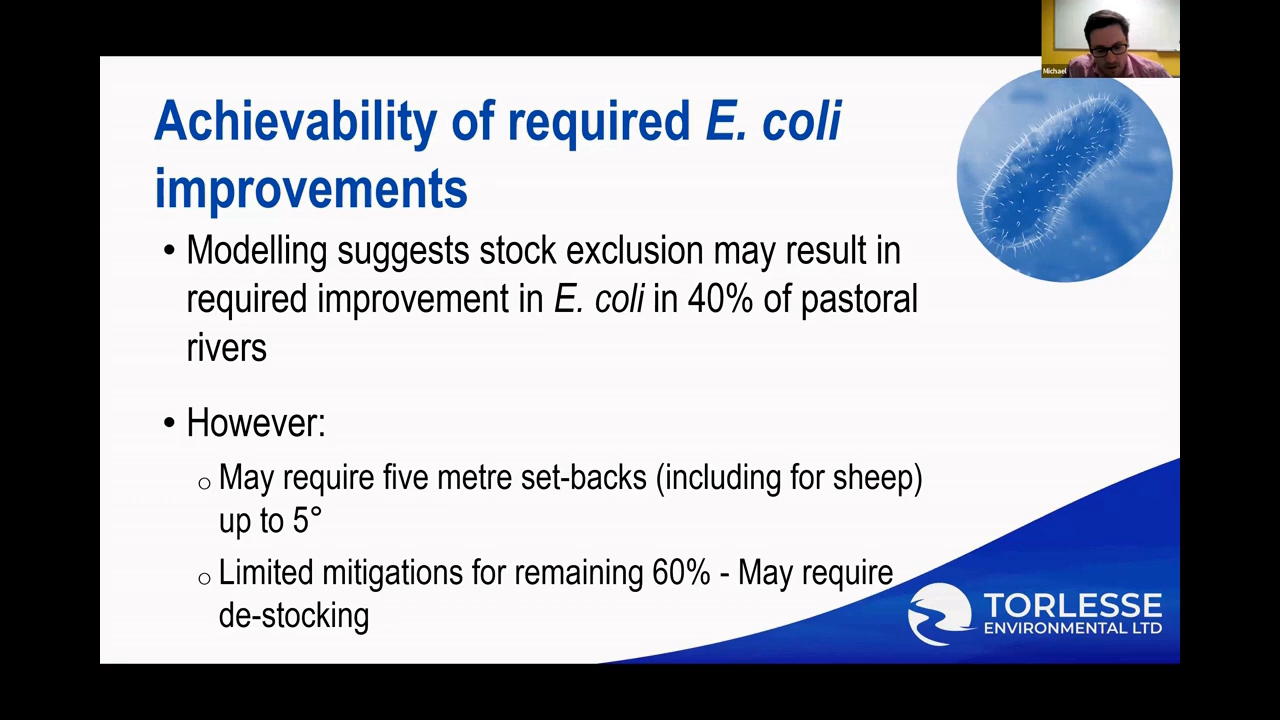 Michael
Achievability of required E. coli
improvements
• Modelling suggests stock exclusion may result in
required improvement in E. coli in 40% of pastoral
rivers
• However:
o May require five metre set-backs (including for sheep)
up to 5°
o Limited mitigations for remaining 60% - May require
de-stocking
TORLESSE
ENVIRONMENTAL LTD